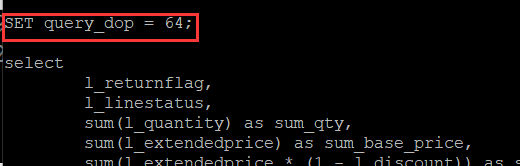 SET query_dop = 64;
select
l_returnflag,
l_linestatus,
sum(l_quantity) as sum_qty,
sum(l_extendedprice) as sum_base_price,
sum(l_extendedprice * (1 - l_discount)) as s